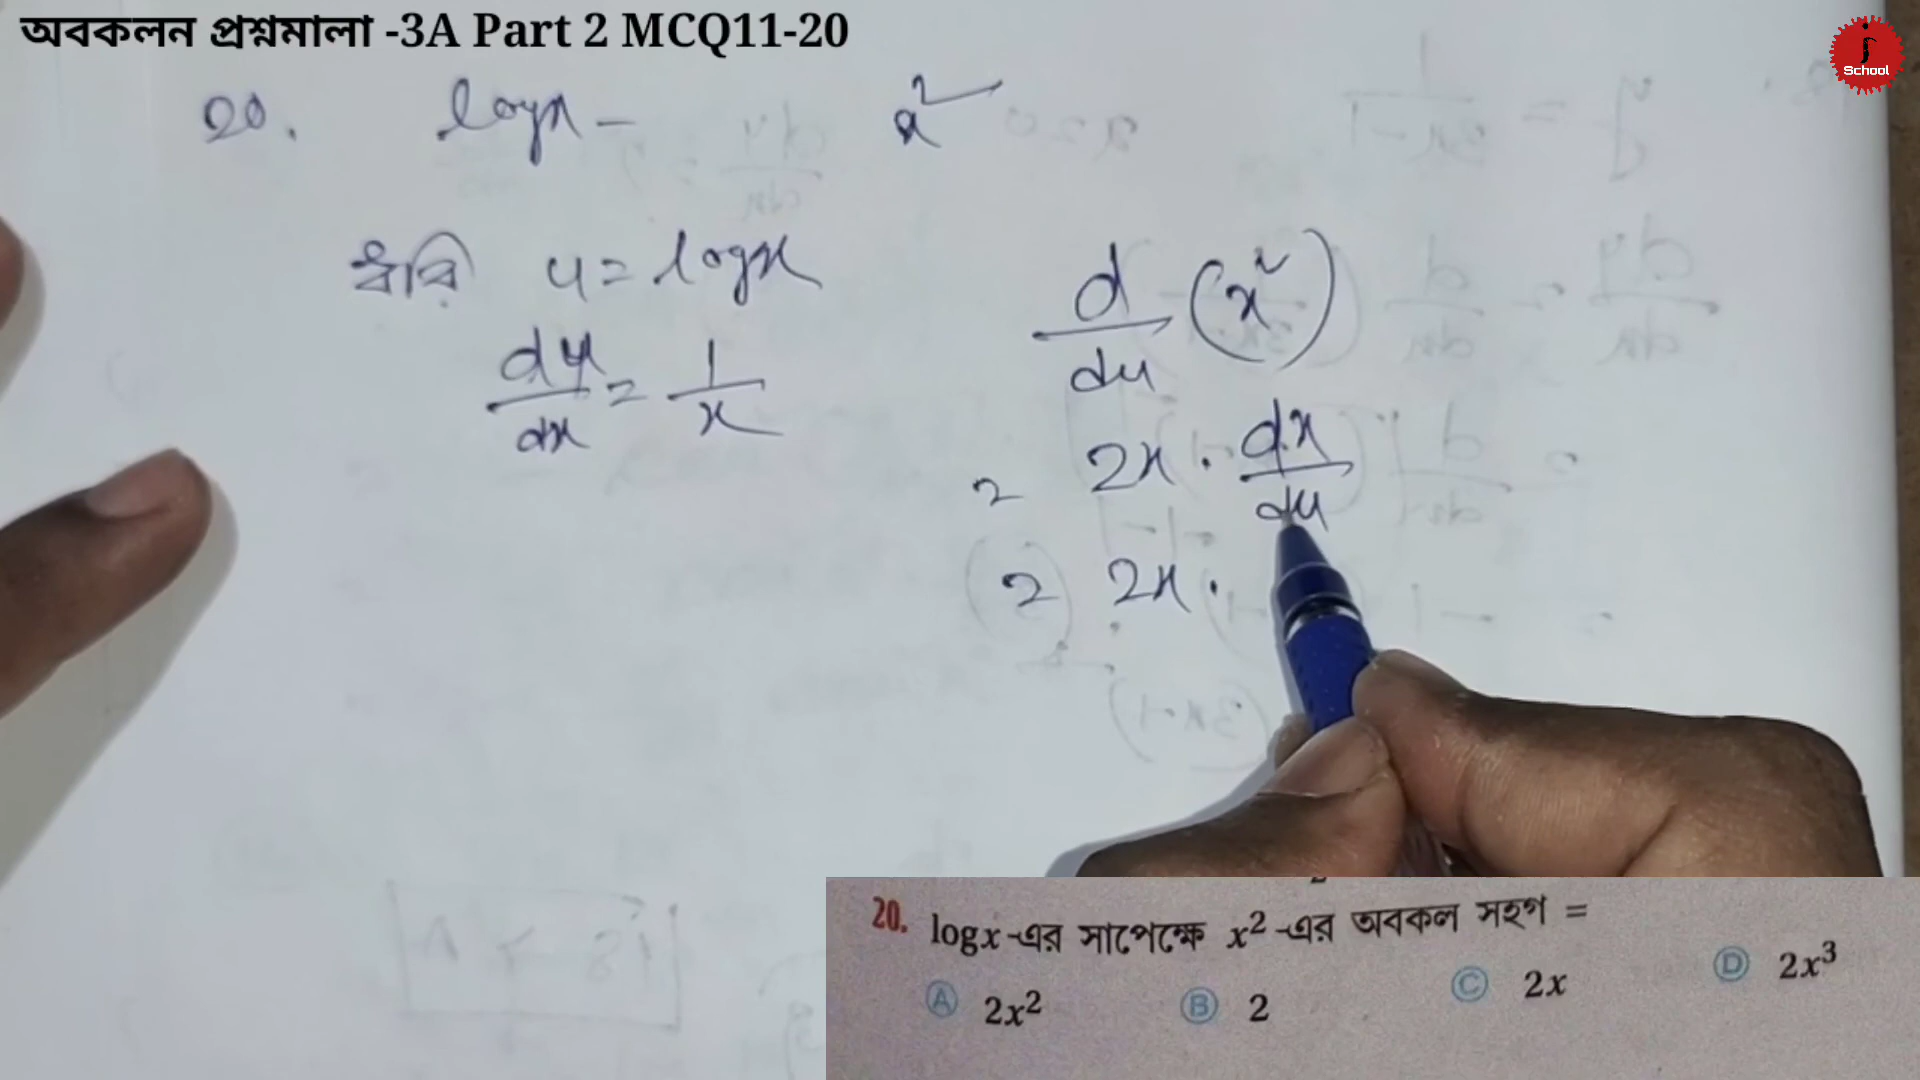 অবকলন প্রশ্নমালা -3A Part 2 MCQ11-20
School
20. logx - x²
ধরি u = logx
du/dx = 1/x
d/du (x²)
= 2x · dx/du
= 2x ·
20. logx -এর সাপেক্ষে x² -এর অবকল সহগ =
Ⓐ 2x² Ⓑ 2 Ⓒ 2x Ⓓ 2x³